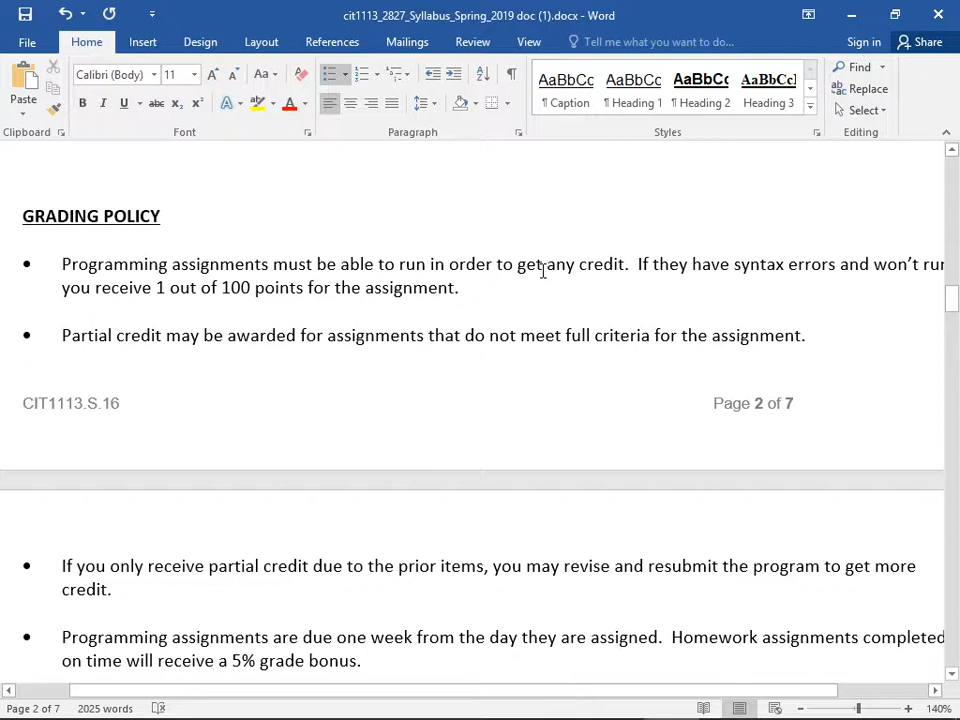 cit1113_2827_Syllabus_Spring_2019 doc (1).docx - Word
File Home Insert Design Layout References Mailings Review View Tell me what you want to do... Sign in Share
Calibri (Body) 11 Aa AaBbCc AaBbCc AaBbCc AaBbCcI Find
Paste B I U abc x₂ x² A ab A ¶ Caption ¶ Heading 1 ¶ Heading 2 Heading 3 Replace
Select
Clipboard Font Paragraph Styles Editing
GRADING POLICY
• Programming assignments must be able to run in order to get any credit.  If they have syntax errors and won’t run
you receive 1 out of 100 points for the assignment.
• Partial credit may be awarded for assignments that do not meet full criteria for the assignment.
CIT1113.S.16 Page 2 of 7
• If you only receive partial credit due to the prior items, you may revise and resubmit the program to get more
credit.
• Programming assignments are due one week from the day they are assigned.  Homework assignments completed
on time will receive a 5% grade bonus.
Page 2 of 7 2025 words 140%